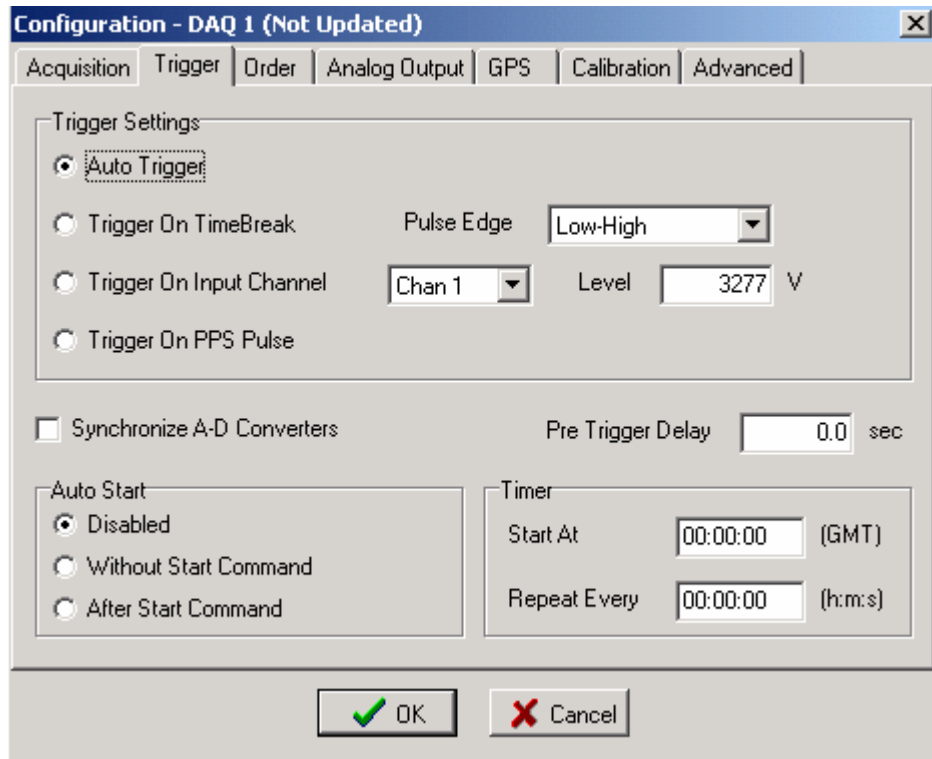 Configuration - DAQ 1 (Not Updated)
Acquisition Trigger Order Analog Output GPS Calibration Advanced
Trigger Settings
Auto Trigger
Trigger On TimeBreak Pulse Edge Low-High
Trigger On Input Channel Chan 1 Level 3277 V
Trigger On PPS Pulse
Synchronize A-D Converters Pre Trigger Delay 0.0 sec
Auto Start
Disabled
Without Start Command
After Start Command
Timer
Start At 00:00:00 (GMT)
Repeat Every 00:00:00 (h:m:s)
OK Cancel